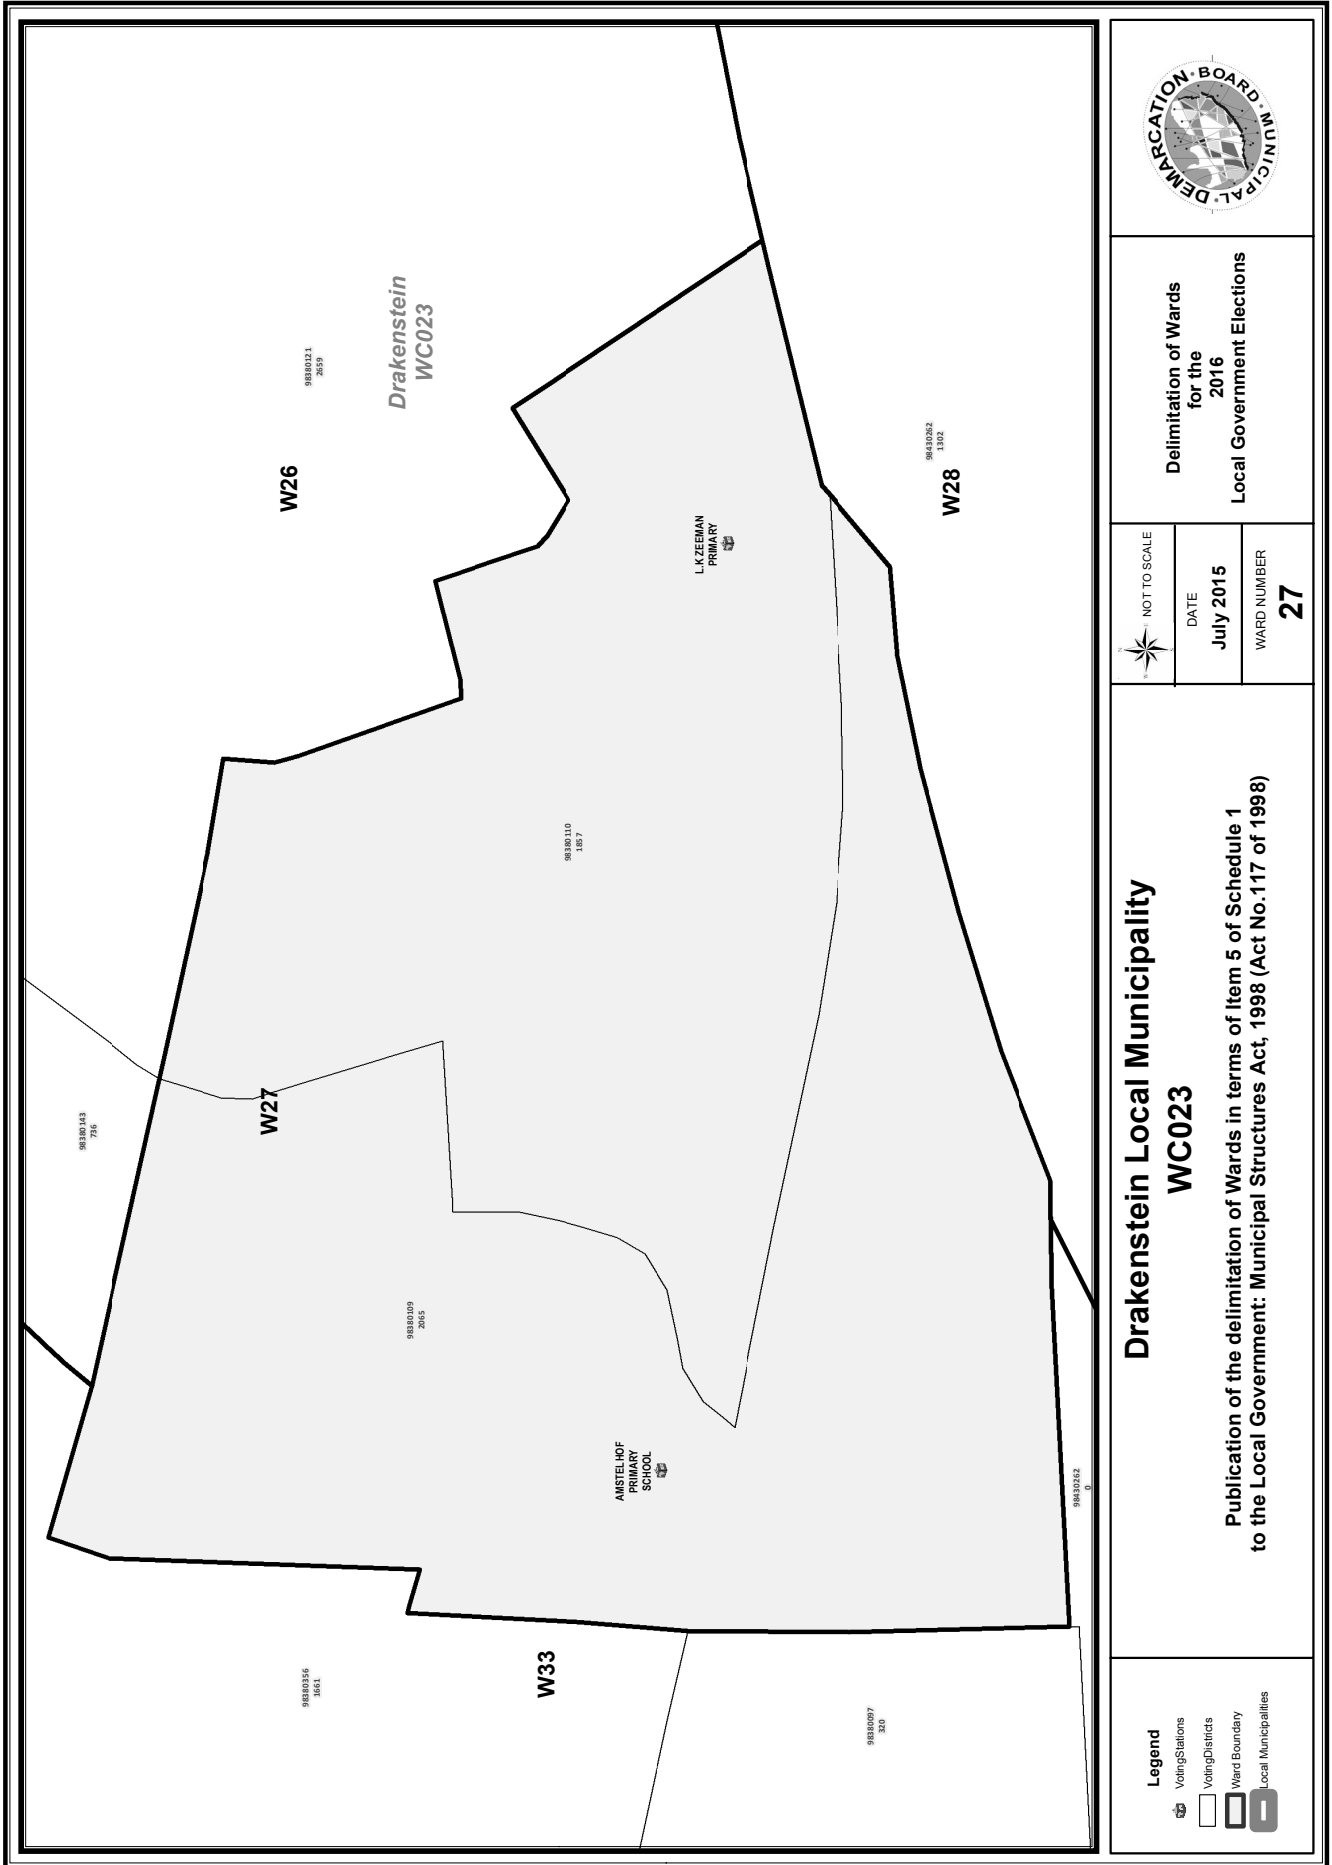 98380121
2659
Drakenstein
WC023
W26
98430262
1302
W28
L.K ZEEMAN
PRIMARY
98380110
1857
98380143
736
W27
98380109
2065
AMSTELHOF
PRIMARY
SCHOOL
98430262
0
98380356
1661
W33
98380097
320
Legend
VotingStations
VotingDistricts
Ward Boundary
Local Municipalities
Drakenstein Local Municipality
WC023
Publication of the delimitation of Wards in terms of Item 5 of Schedule 1
to the Local Government: Municipal Structures Act, 1998 (Act No.117 of 1998)
N
E
S
W
NOT TO SCALE
DATE
July 2015
WARD NUMBER
27
Delimitation of Wards
for the
2016
Local Government Elections
MUNICIPAL · DEMARCATION · BOARD ·